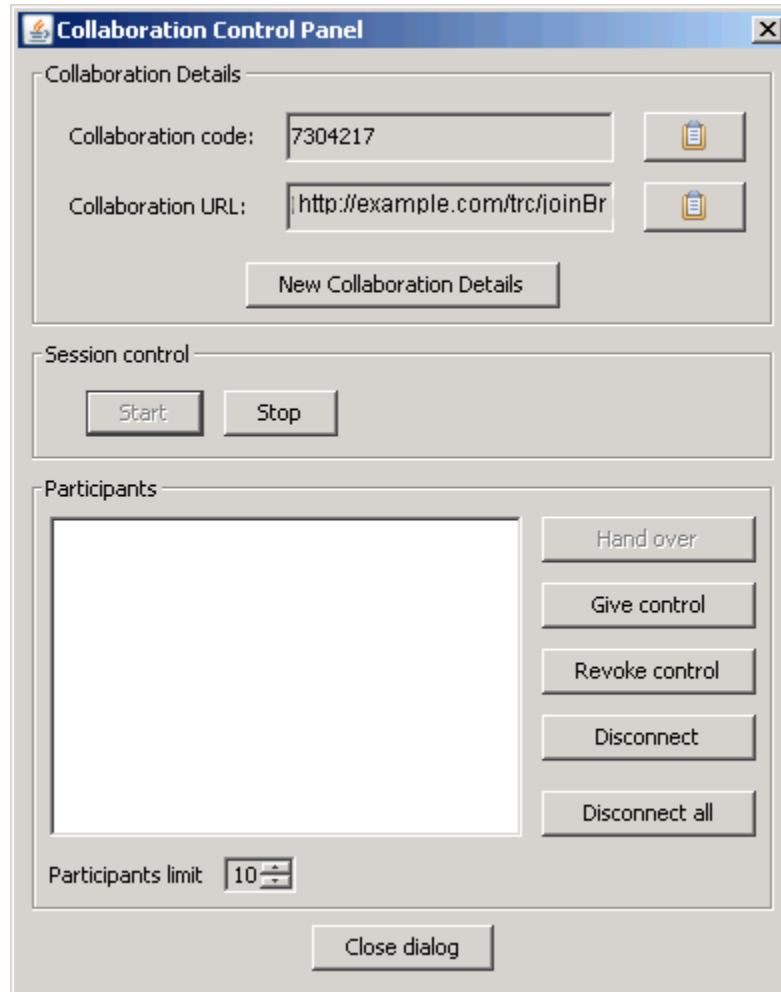 Collaboration Control Panel
Collaboration Details
Collaboration code: 7304217
Collaboration URL: http://example.com/trc/joinBr
New Collaboration Details
Session control
Start Stop
Participants
Hand over
Give control
Revoke control
Disconnect
Disconnect all
Participants limit 10
Close dialog